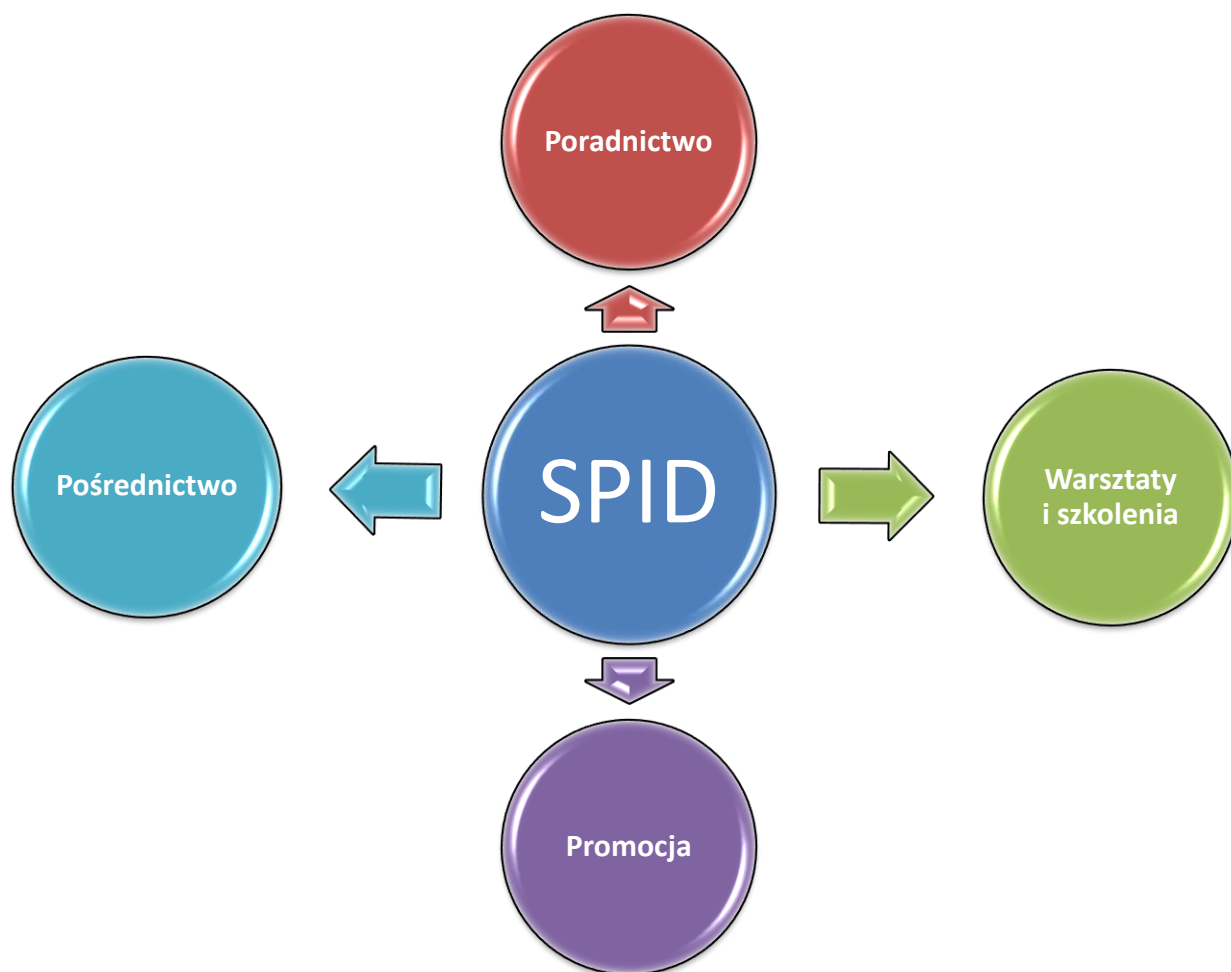 Poradnictwo
Pośrednictwo
SPID
Warsztaty
i szkolenia
Promocja